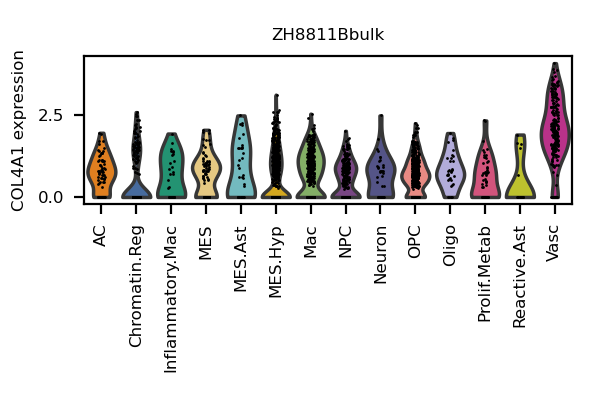 ZH8811Bbulk
COL4A1 expression
2.5
0.0
AC
Chromatin.Reg
Inflammatory.Mac
MES
MES.Ast
MES.Hyp
Mac
NPC
Neuron
OPC
Oligo
Prolif.Metab
Reactive.Ast
Vasc